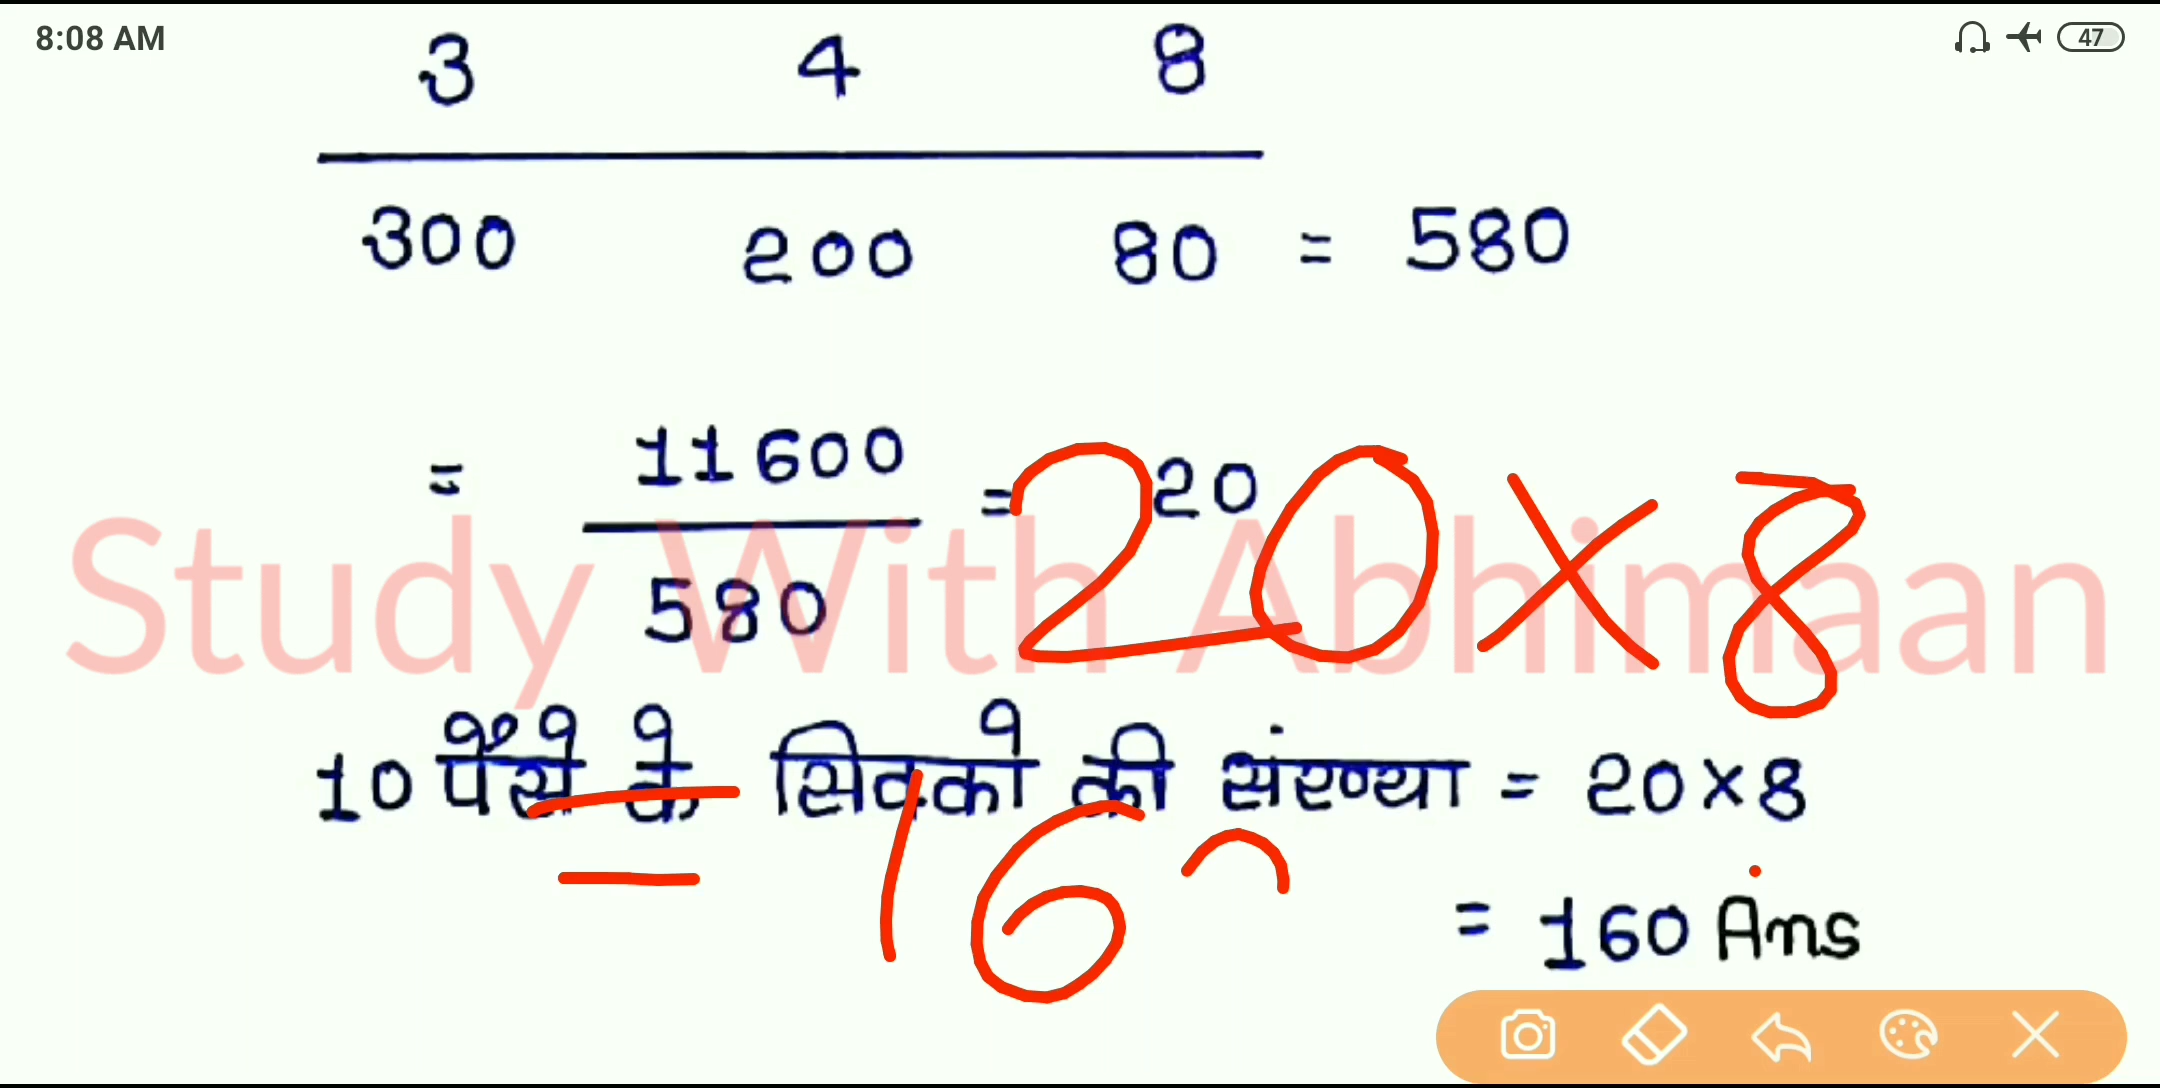 8:08 AM 47
3 4 8
300 200 80 = 580
= 11600 = 20
580
20×8
Study With Abhimaan
10 पैसे के सिक्को की संख्या = 20×8
= 16
= 160 Ans